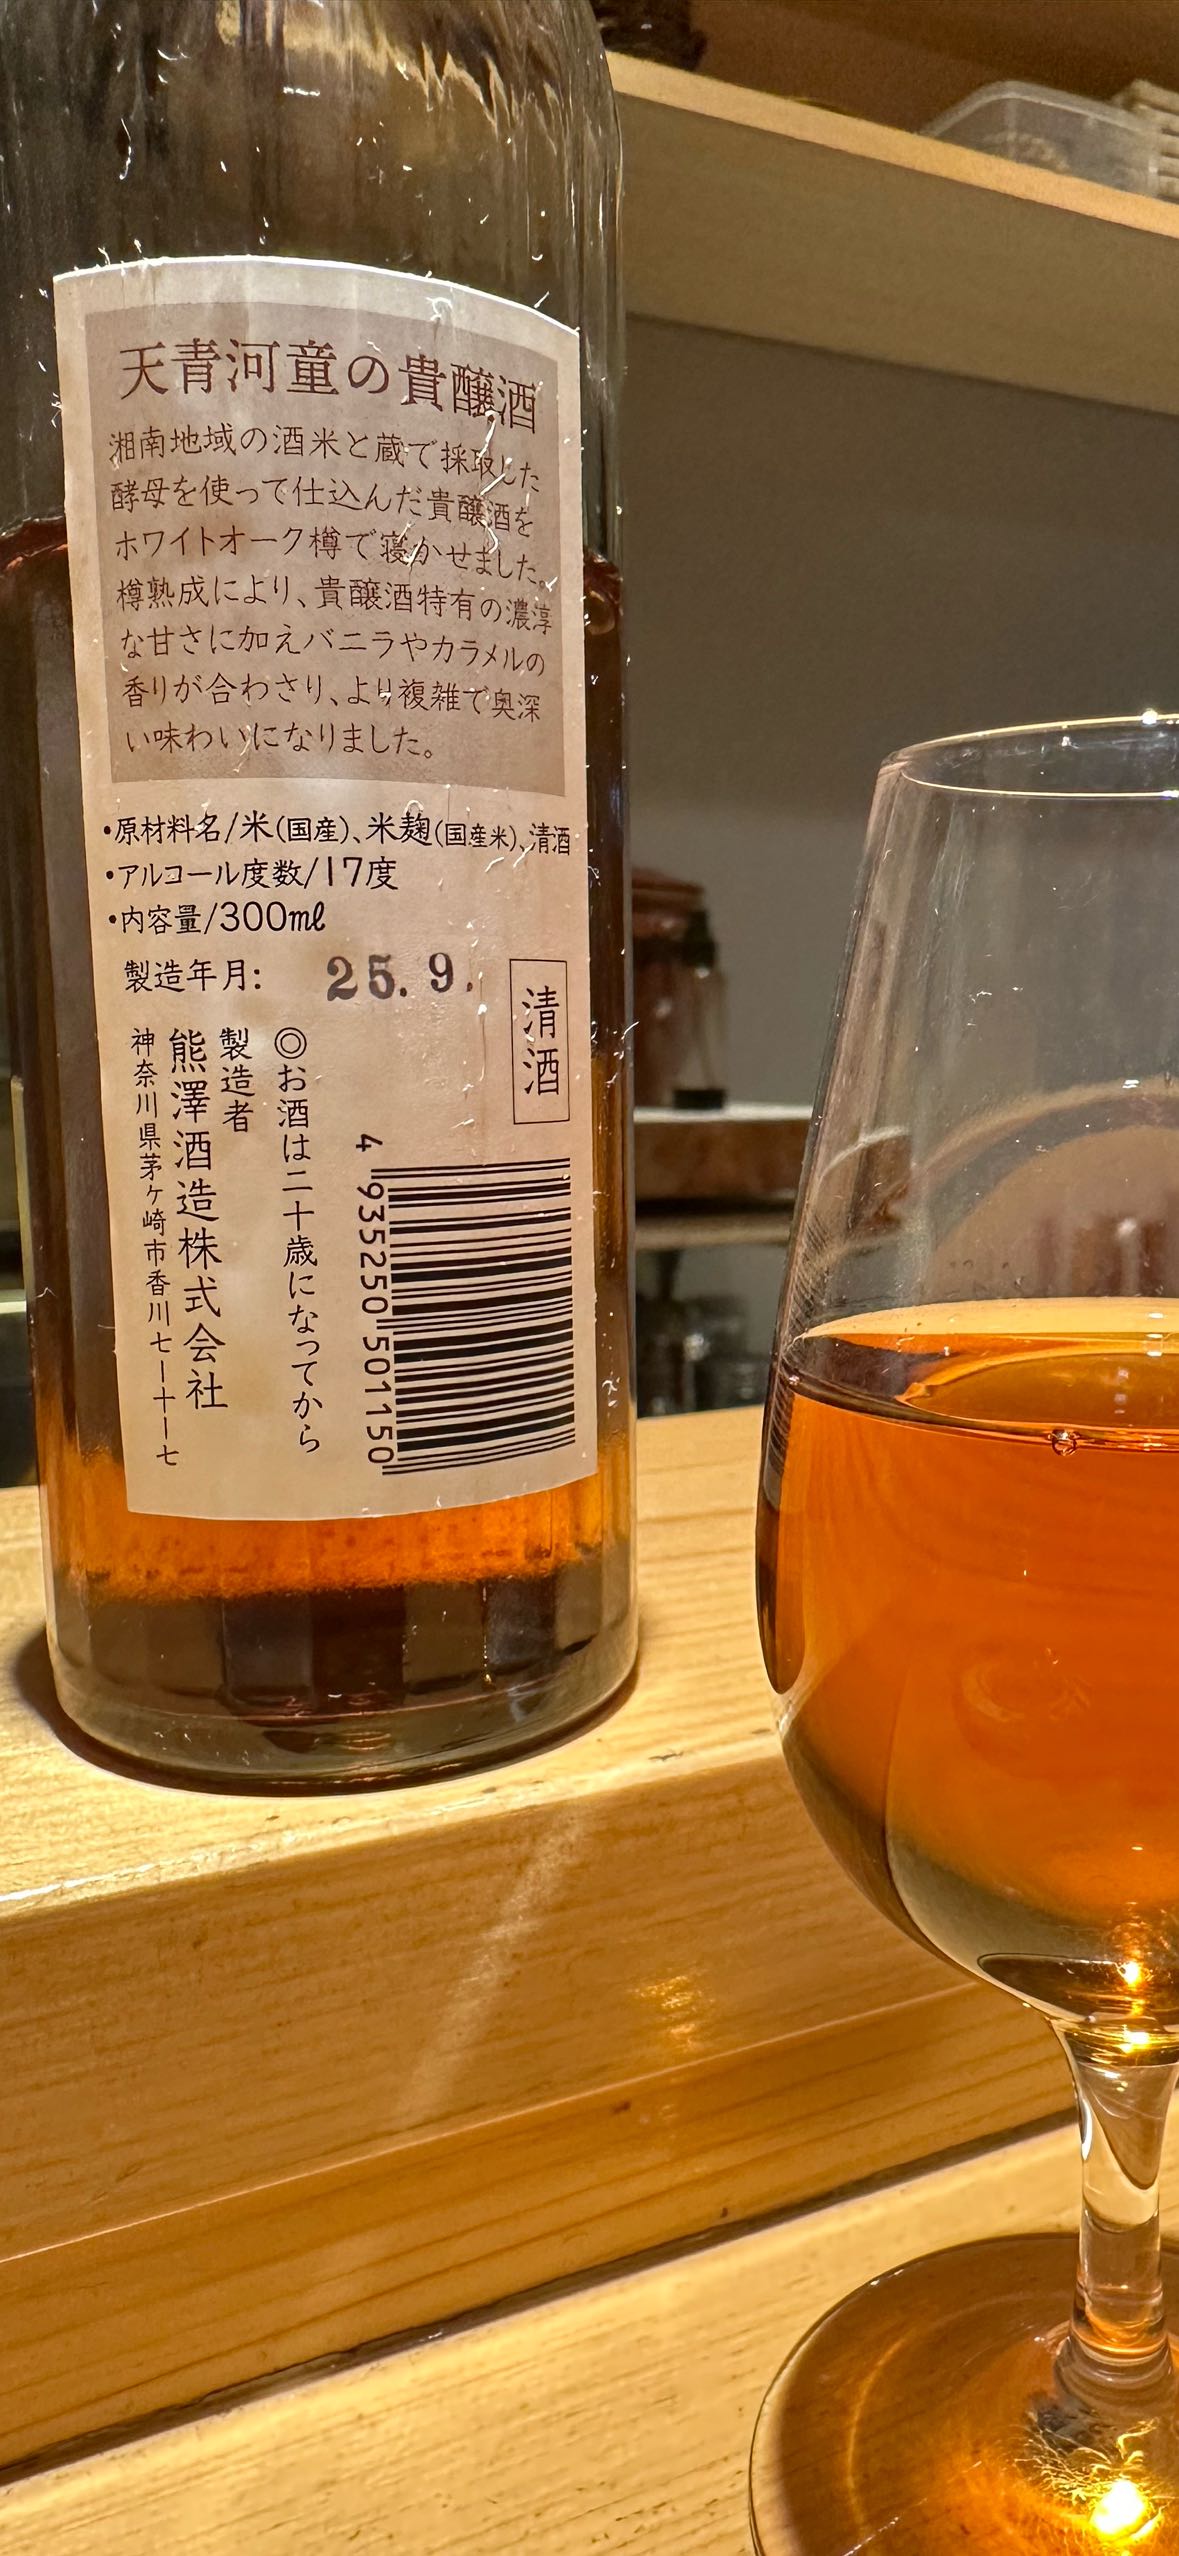 天青河童の貴醸酒
湘南地域の酒米と蔵で採取した
酵母を使って仕込んだ貴醸酒を
ホワイトオーク樽で寝かせました。
樽熟成により、貴醸酒特有の濃淳
な甘さに加えバニラやカラメルの
香りが合わさり、より複雑で奥深
い味わいになりました。
・原材料名/米(国産)、米麹(国産米)、清酒
・アルコール度数/17度
・内容量/300ml
製造年月: 25.9.
清酒
◎お酒は二十歳になってから
製造者
熊澤酒造株式会社
神奈川県茅ケ崎市香川七ー十ー七
4 935250 501150